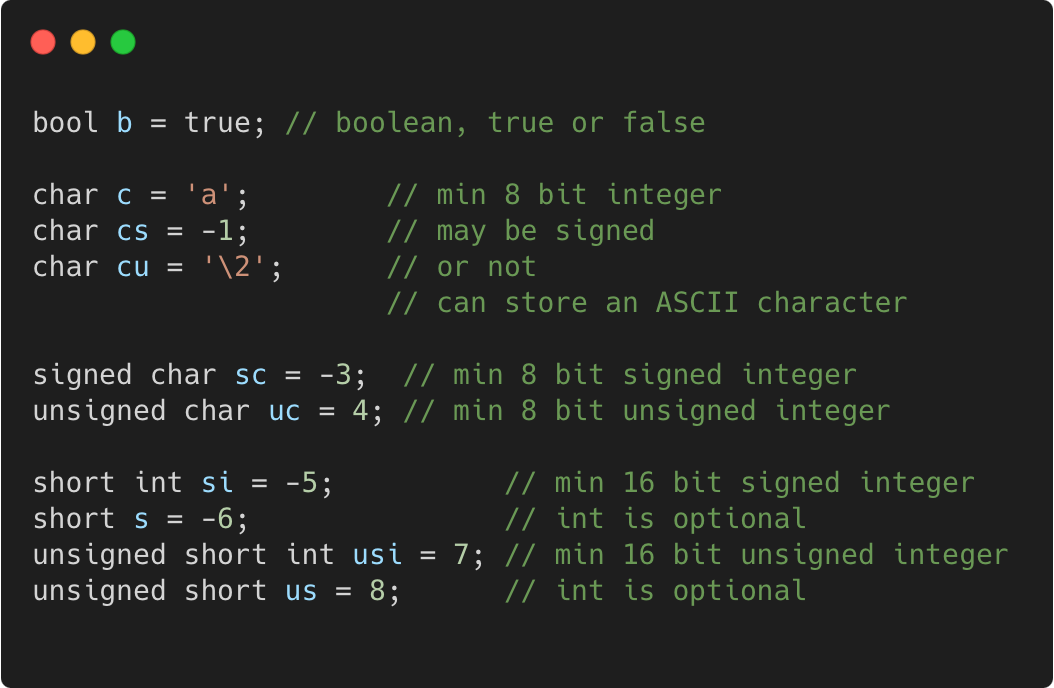 bool b = true; // boolean, true or false
char c = 'a';        // min 8 bit integer
char cs = -1;        // may be signed
char cu = '\2';      // or not
                     // can store an ASCII character
signed char sc = -3;  // min 8 bit signed integer
unsigned char uc = 4; // min 8 bit unsigned integer
short int si = -5;          // min 16 bit signed integer
short s = -6;               // int is optional
unsigned short int usi = 7; // min 16 bit unsigned integer
unsigned short us = 8;      // int is optional